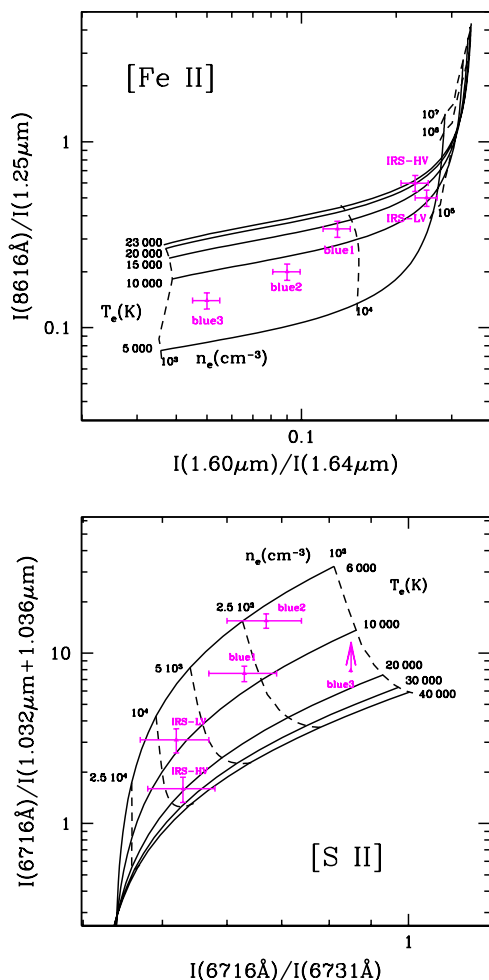 [Fe II]
I(8616Å)/I(1.25μm)
1
0.1
10⁷
10⁶
IRS-HV
IRS-LV
10⁵
23 000
20 000
15 000
10 000
blue1
blue2
blue3
T_e(K)
5 000
10³
n_e(cm⁻³)
10⁴
0.1
I(1.60μm)/I(1.64μm)
I(6716Å)/I(1.032μm+1.036μm)
n_e(cm⁻³)
10³
6 000
T_e(K)
2.5 10³
blue2
10 000
10
5 10³
blue1
blue3
20 000
30 000
40 000
10⁴
IRS-LV
IRS-HV
2.5 10⁴
1
[S II]
1
I(6716Å)/I(6731Å)